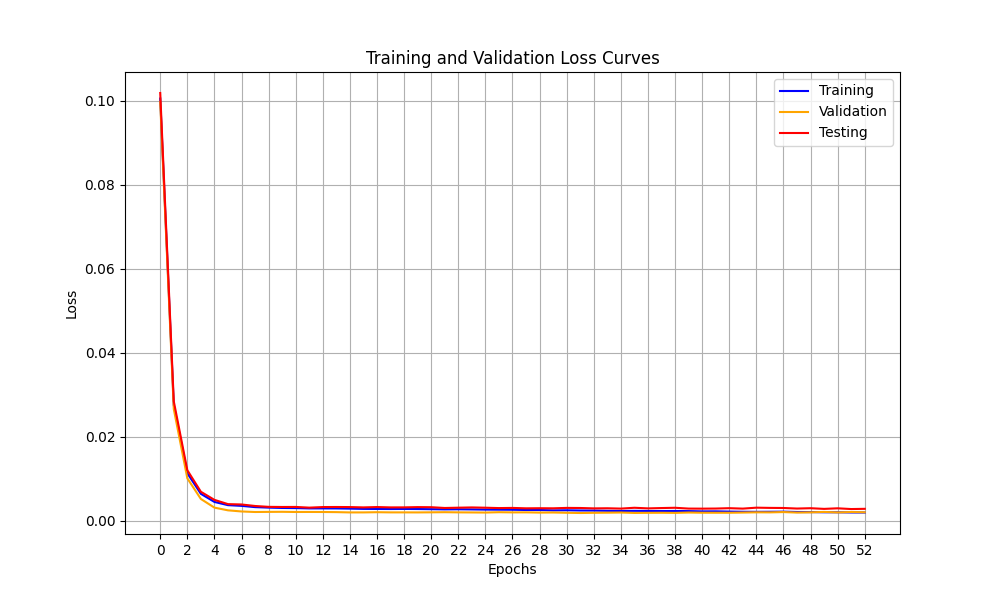 Training and Validation Loss Curves
Training
Validation
Testing
Loss
0.10
0.08
0.06
0.04
0.02
0.00
0 2 4 6 8 10 12 14 16 18 20 22 24 26 28 30 32 34 36 38 40 42 44 46 48 50 52
Epochs